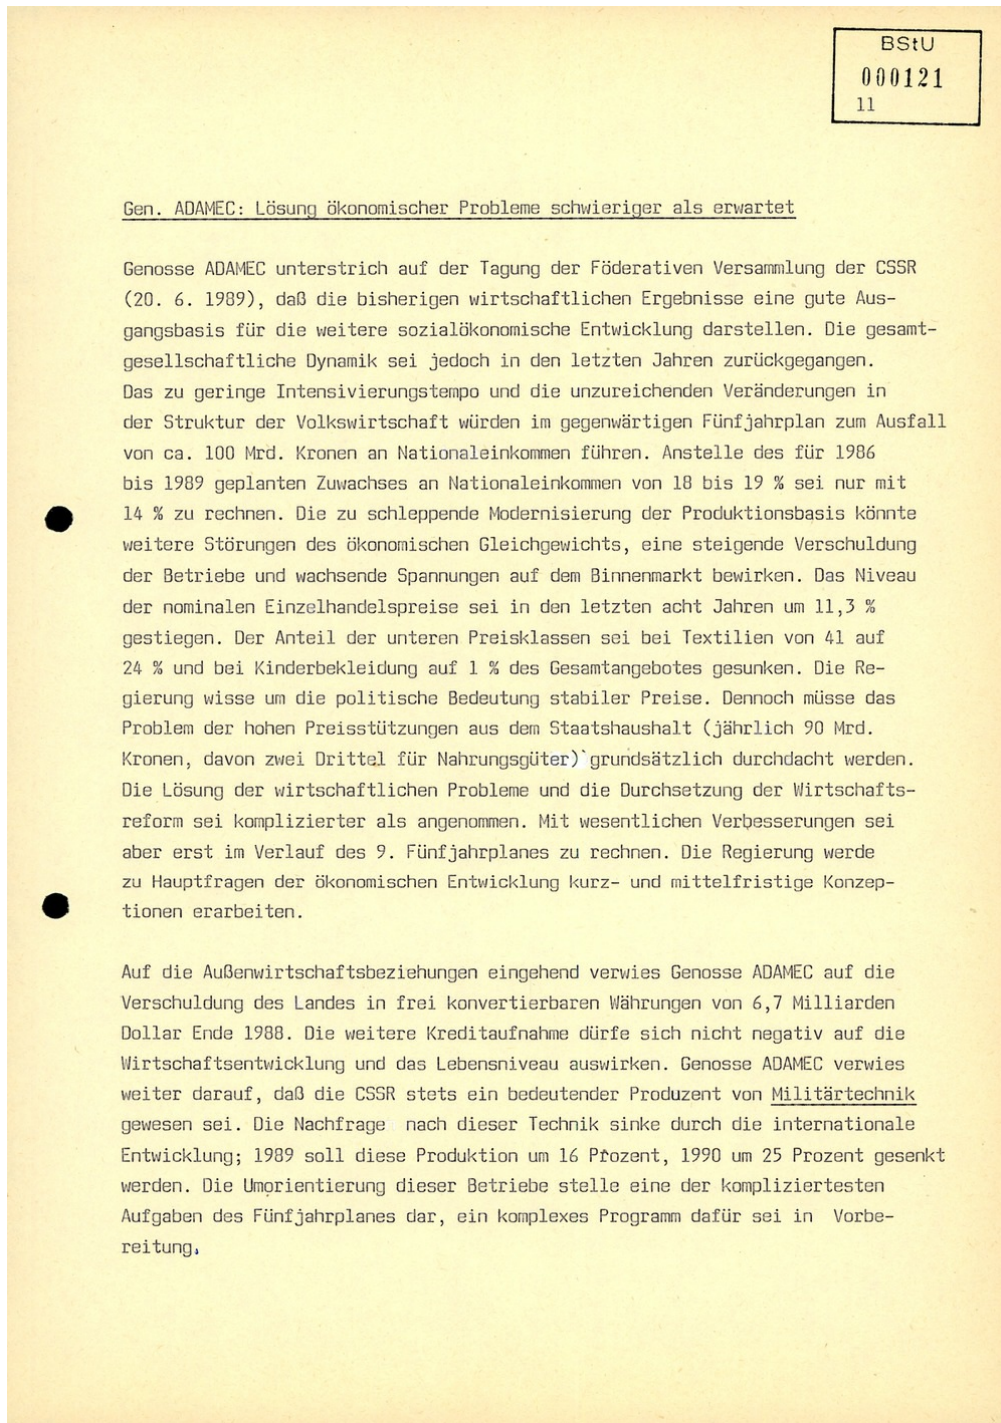 BStU
000121
11
Gen. ADAMEC: Lösung ökonomischer Probleme schwieriger als erwartet
Genosse ADAMEC unterstrich auf der Tagung der Föderativen Versammlung der CSSR
(20. 6. 1989), daß die bisherigen wirtschaftlichen Ergebnisse eine gute Aus-
gangsbasis für die weitere sozialökonomische Entwicklung darstellen. Die gesamt-
gesellschaftliche Dynamik sei jedoch in den letzten Jahren zurückgegangen.
Das zu geringe Intensivierungstempo und die unzureichenden Veränderungen in
der Struktur der Volkswirtschaft würden im gegenwärtigen Fünfjahrplan zum Ausfall
von ca. 100 Mrd. Kronen an Nationaleinkommen führen. Anstelle des für 1986
bis 1989 geplanten Zuwachses an Nationaleinkommen von 18 bis 19 % sei nur mit
14 % zu rechnen. Die zu schleppende Modernisierung der Produktionsbasis könnte
weitere Störungen des ökonomischen Gleichgewichts, eine steigende Verschuldung
der Betriebe und wachsende Spannungen auf dem Binnenmarkt bewirken. Das Niveau
der nominalen Einzelhandelspreise sei in den letzten acht Jahren um 11,3 %
gestiegen. Der Anteil der unteren Preisklassen sei bei Textilien von 41 auf
24 % und bei Kinderbekleidung auf 1 % des Gesamtangebotes gesunken. Die Re-
gierung wisse um die politische Bedeutung stabiler Preise. Dennoch müsse das
Problem der hohen Preisstützungen aus dem Staatshaushalt (jährlich 90 Mrd.
Kronen, davon zwei Drittel für Nahrungsgüter) grundsätzlich durchdacht werden.
Die Lösung der wirtschaftlichen Probleme und die Durchsetzung der Wirtschafts-
reform sei komplizierter als angenommen. Mit wesentlichen Verbesserungen sei
aber erst im Verlauf des 9. Fünfjahrplanes zu rechnen. Die Regierung werde
zu Hauptfragen der ökonomischen Entwicklung kurz- und mittelfristige Konzep-
tionen erarbeiten.
Auf die Außenwirtschaftsbeziehungen eingehend verwies Genosse ADAMEC auf die
Verschuldung des Landes in frei konvertierbaren Währungen von 6,7 Milliarden
Dollar Ende 1988. Die weitere Kreditaufnahme dürfe sich nicht negativ auf die
Wirtschaftsentwicklung und das Lebensniveau auswirken. Genosse ADAMEC verwies
weiter darauf, daß die CSSR stets ein bedeutender Produzent von Militärtechnik
gewesen sei. Die Nachfrage nach dieser Technik sinke durch die internationale
Entwicklung; 1989 soll diese Produktion um 16 Prozent, 1990 um 25 Prozent gesenkt
werden. Die Umorientierung dieser Betriebe stelle eine der kompliziertesten
Aufgaben des Fünfjahrplanes dar, ein komplexes Programm dafür sei in Vorbe-
reitung.